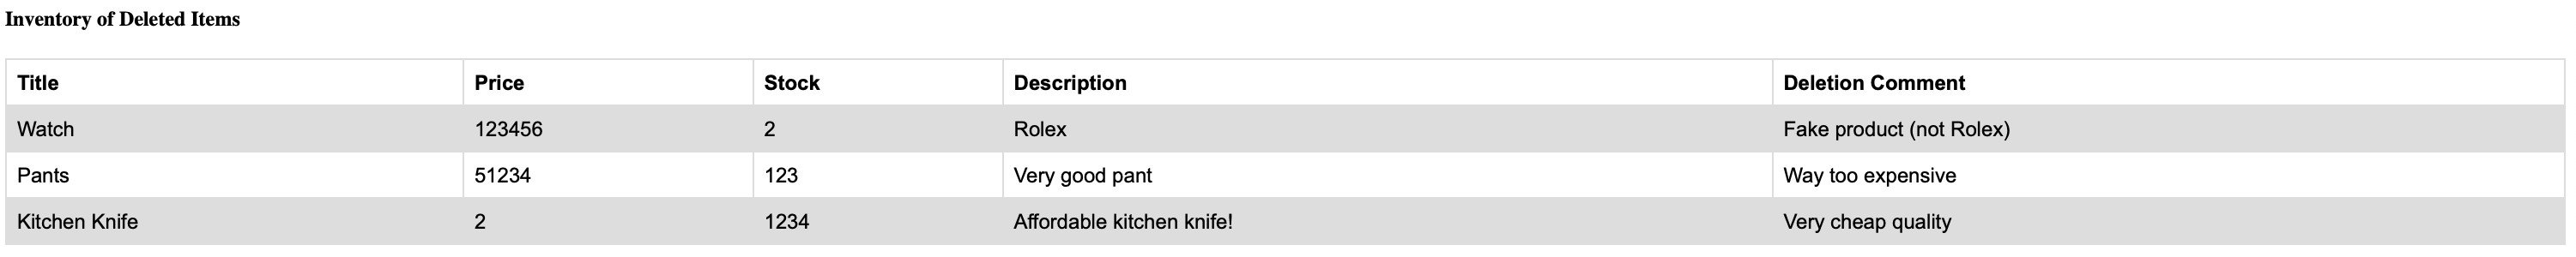 Inventory of Deleted Items
Title Price Stock Description Deletion Comment
Watch 123456 2 Rolex Fake product (not Rolex)
Pants 51234 123 Very good pant Way too expensive
Kitchen Knife 2 1234 Affordable kitchen knife! Very cheap quality